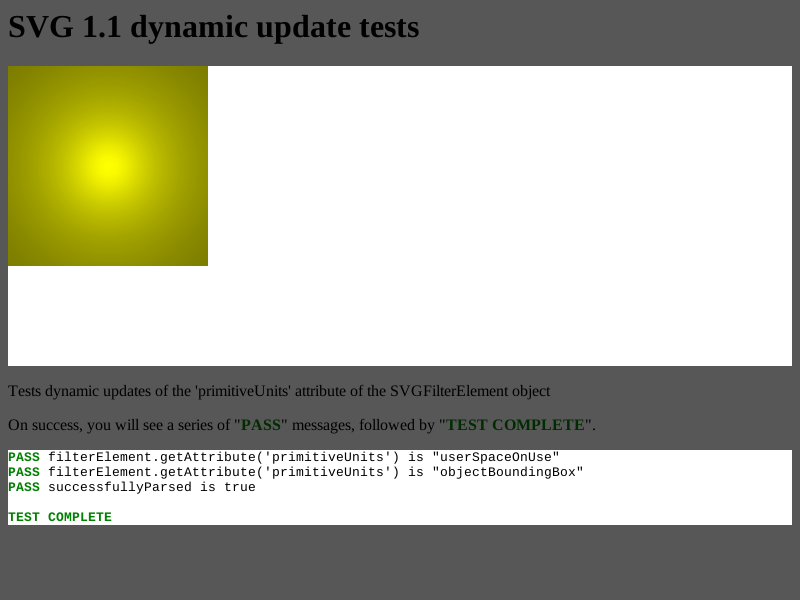 SVG 1.1 dynamic update tests
Tests dynamic updates of the 'primitiveUnits' attribute of the SVGFilterElement object
On success, you will see a series of "PASS" messages, followed by "TEST COMPLETE".
PASS filterElement.getAttribute('primitiveUnits') is "userSpaceOnUse"
PASS filterElement.getAttribute('primitiveUnits') is "objectBoundingBox"
PASS successfullyParsed is true
TEST COMPLETE